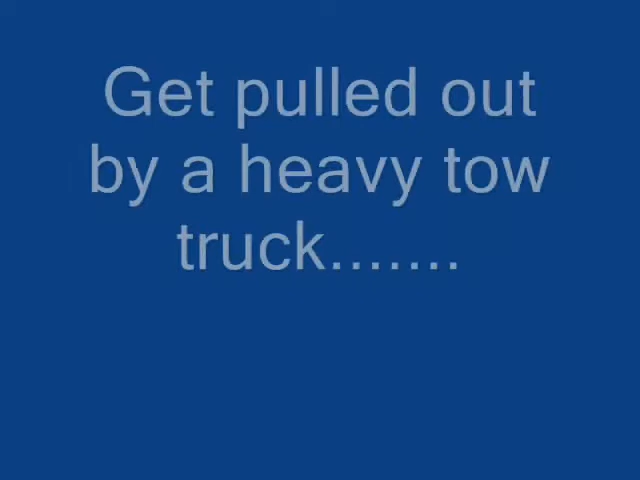 Get pulled out
by a heavy tow
truck.......